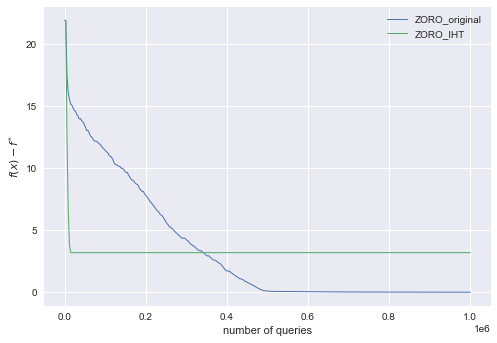 ZORO_original
ZORO_IHT
20
15
10
5
0
f(x) − f*
0.0 0.2 0.4 0.6 0.8 1.0
1e6
number of queries